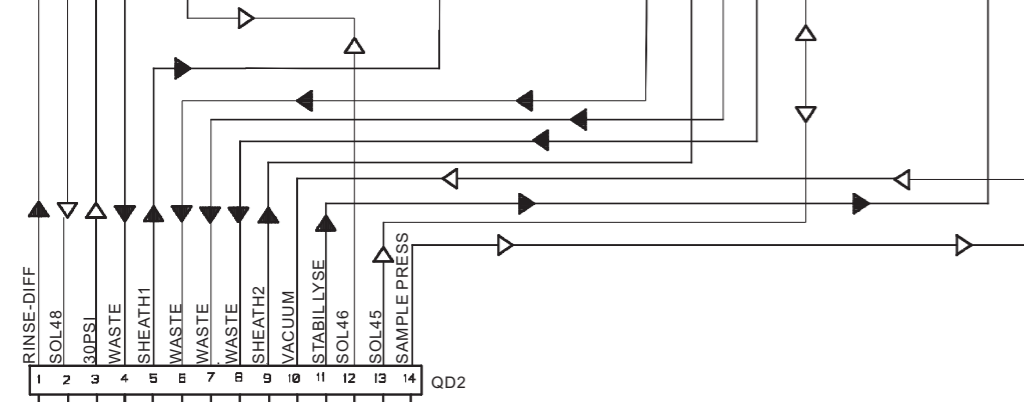 RINSE-DIFF
SOL48
30PSI
WASTE
SHEATH1
WASTE
WASTE
WASTE
SHEATH2
VACUUM
STABIL LYSE
SOL46
SOL45
SAMPLE PRESS
1 2 3 4 5 6 7 8 9 10 11 12 13 14 QD2